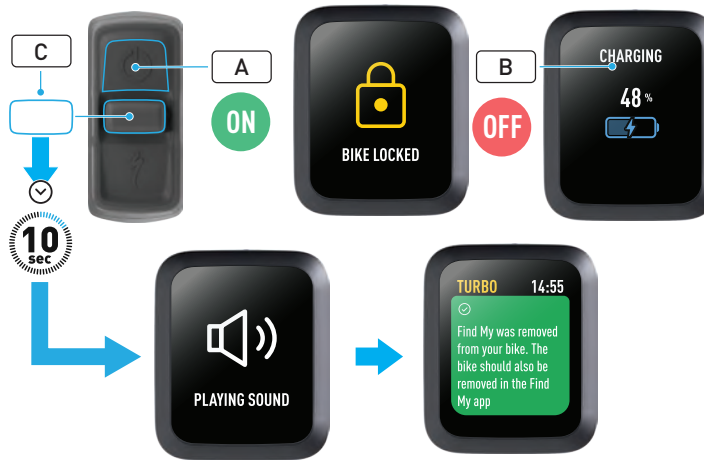 C
A
ON
BIKE LOCKED
B
OFF
CHARGING
48 %
10
sec
PLAYING SOUND
TURBO 14:55
Find My was removed
from your bike. The
bike should also be
removed in the Find
My app